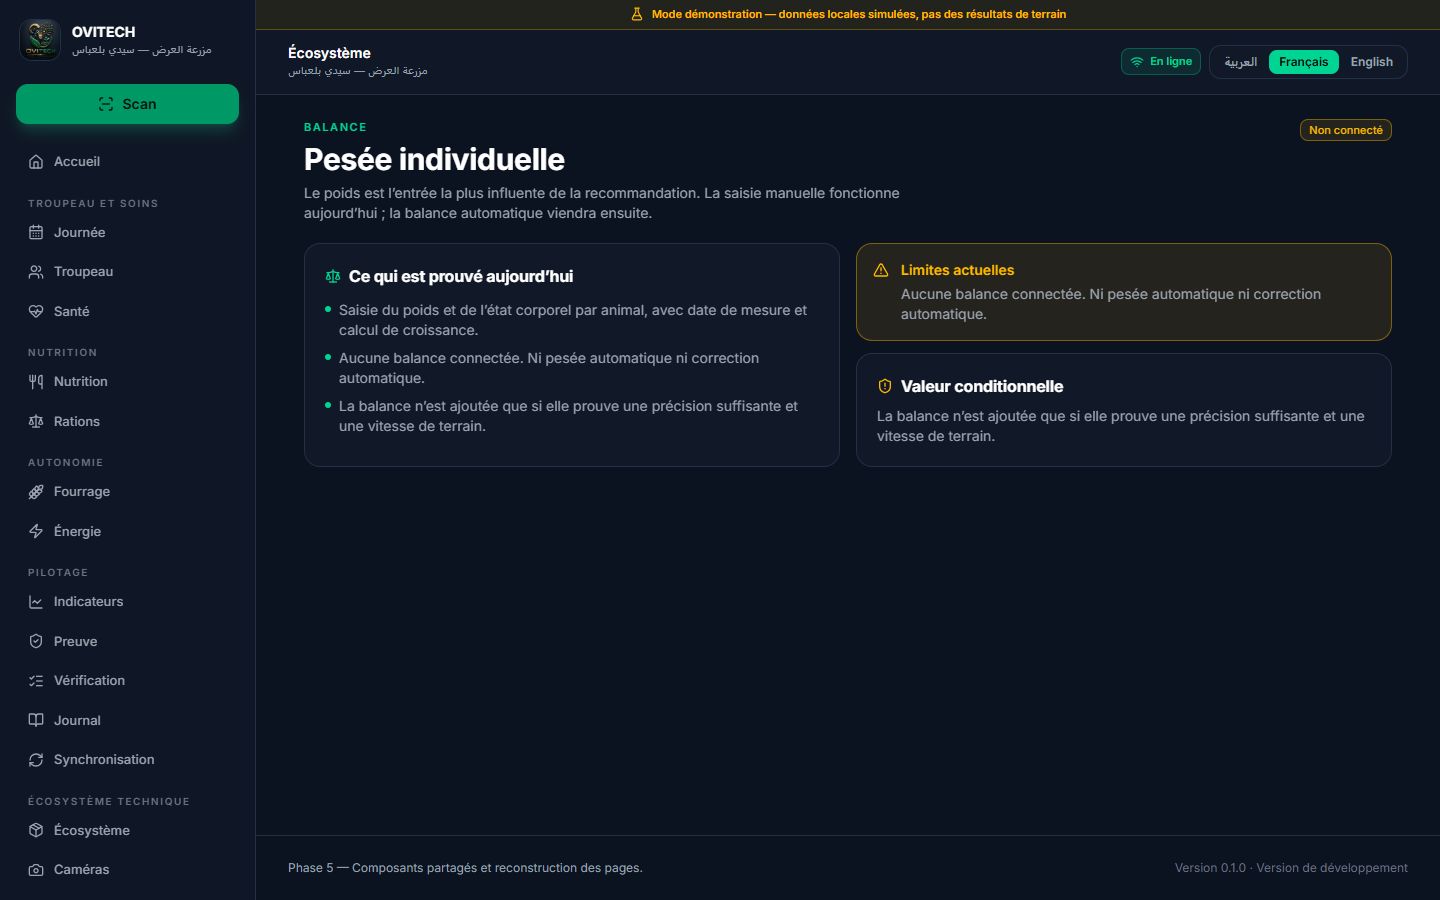 Mode démonstration — données locales simulées, pas des résultats de terrain
OVITECH
مزرعة العرض — سيدي بلعباس
Scan
Accueil
TROUPEAU ET SOINS
Journée
Troupeau
Santé
NUTRITION
Nutrition
Rations
AUTONOMIE
Fourrage
Énergie
PILOTAGE
Indicateurs
Preuve
Vérification
Journal
Synchronisation
ÉCOSYSTÈME TECHNIQUE
Écosystème
Caméras
Écosystème
مزرعة العرض — سيدي بلعباس
En ligne
العربية
Français
English
BALANCE
Non connecté
Pesée individuelle
Le poids est l’entrée la plus influente de la recommandation. La saisie manuelle fonctionne
aujourd’hui ; la balance automatique viendra ensuite.
Ce qui est prouvé aujourd’hui
Saisie du poids et de l’état corporel par animal, avec date de mesure et
calcul de croissance.
Aucune balance connectée. Ni pesée automatique ni correction
automatique.
La balance n’est ajoutée que si elle prouve une précision suffisante et
une vitesse de terrain.
Limites actuelles
Aucune balance connectée. Ni pesée automatique ni correction
automatique.
Valeur conditionnelle
La balance n’est ajoutée que si elle prouve une précision suffisante et une
vitesse de terrain.
Phase 5 — Composants partagés et reconstruction des pages.
Version 0.1.0 · Version de développement